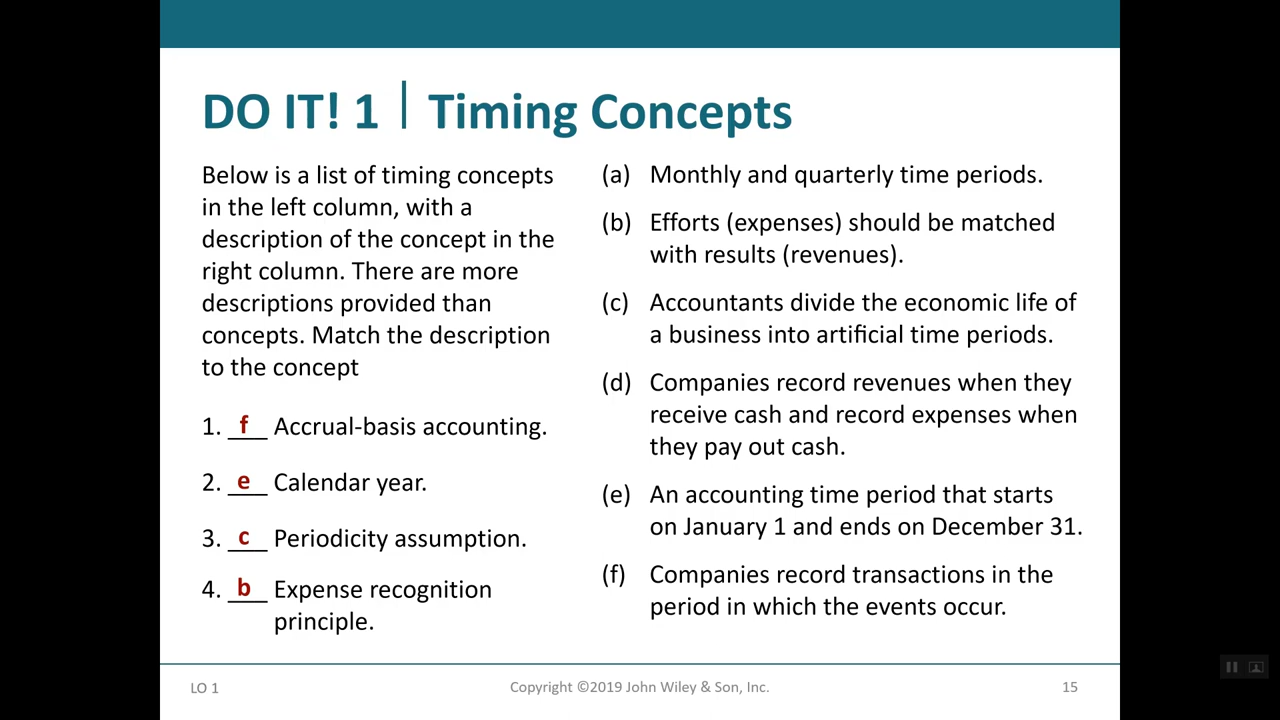 DO IT! 1 | Timing Concepts
Below is a list of timing concepts
in the left column, with a
description of the concept in the
right column. There are more
descriptions provided than
concepts. Match the description
to the concept
1. f Accrual-basis accounting.
2. e Calendar year.
3. c Periodicity assumption.
4. b Expense recognition
principle.
(a) Monthly and quarterly time periods.
(b) Efforts (expenses) should be matched
with results (revenues).
(c) Accountants divide the economic life of
a business into artificial time periods.
(d) Companies record revenues when they
receive cash and record expenses when
they pay out cash.
(e) An accounting time period that starts
on January 1 and ends on December 31.
(f) Companies record transactions in the
period in which the events occur.
LO 1
Copyright ©2019 John Wiley & Son, Inc.
15